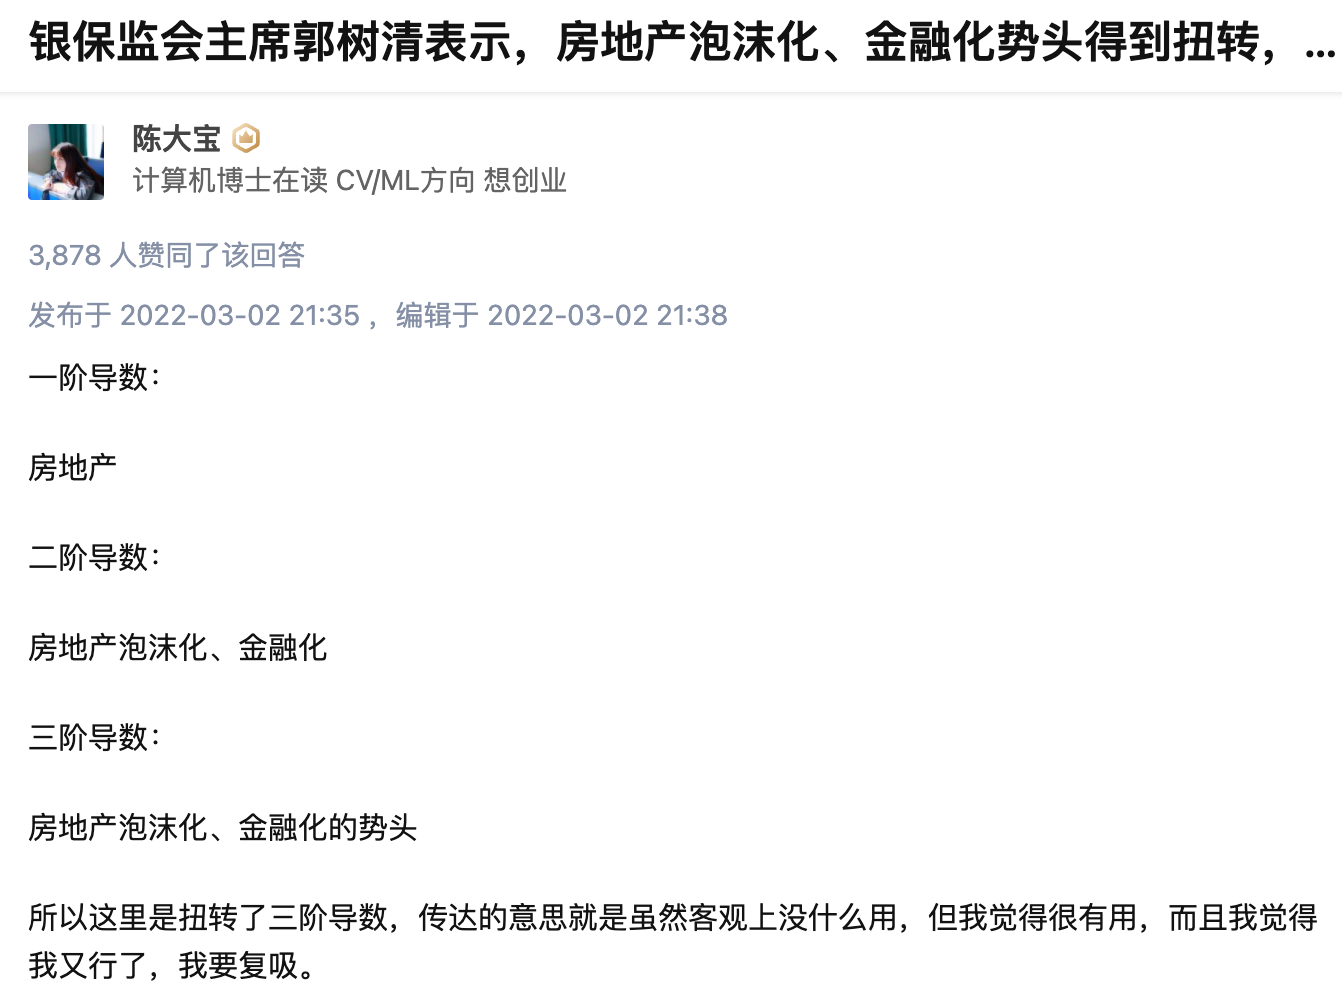 银保监会主席郭树清表示，房地产泡沫化、金融化势头得到扭转，...
陈大宝
计算机博士在读 CV/ML方向 想创业
3,878 人赞同了该回答
发布于 2022-03-02 21:35 ，编辑于 2022-03-02 21:38
一阶导数：
房地产
二阶导数：
房地产泡沫化、金融化
三阶导数：
房地产泡沫化、金融化的势头
所以这里是扭转了三阶导数，传达的意思就是虽然客观上没什么用，但我觉得很有用，而且我觉得
我又行了，我要复吸。